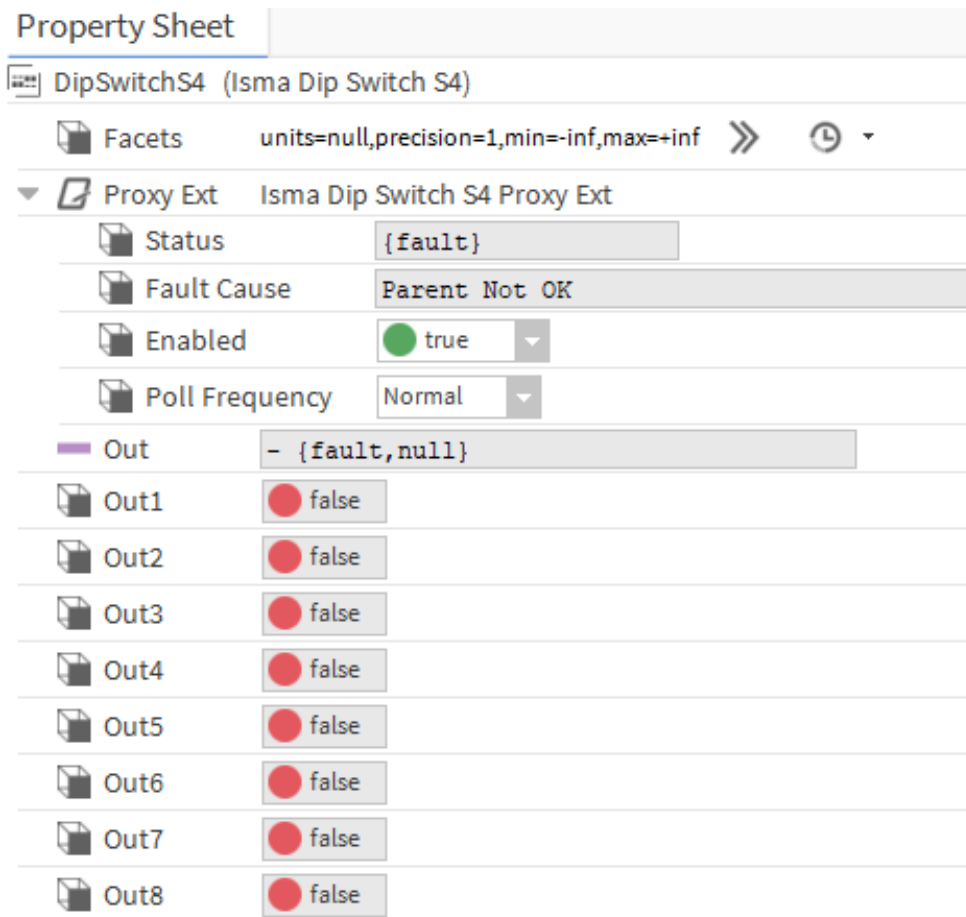 Property Sheet
DipSwitchS4 (Isma Dip Switch S4)
Facets units=null,precision=1,min=-inf,max=+inf
Proxy Ext Isma Dip Switch S4 Proxy Ext
Status {fault}
Fault Cause Parent Not OK
Enabled true
Poll Frequency Normal
Out - {fault,null}
Out1 false
Out2 false
Out3 false
Out4 false
Out5 false
Out6 false
Out7 false
Out8 false